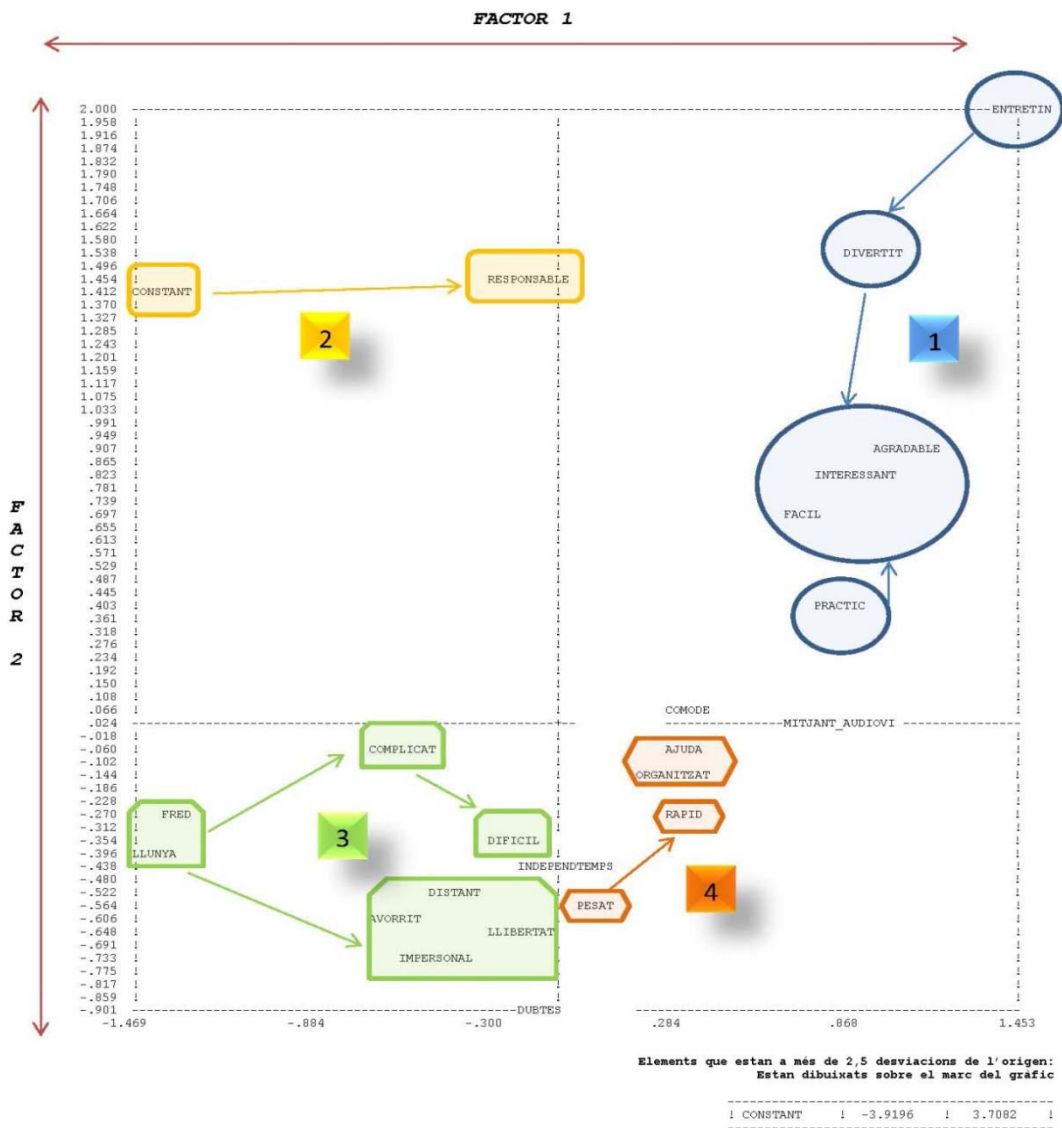 FACTOR 1
2.000 ENTRETIN
1.958
1.916
1.874
1.832
1.790
1.748
1.706
1.664
1.622
1.580
1.538 DIVERTIT
1.496
1.454 RESPONSABLE
1.412 CONSTANT
1.370
1.327
1.285
1.243 2 1
1.201
1.159
1.117
1.075
1.033
.991
.949
.907 AGRADABLE
.865
.823 INTERESSANT
.781
.739
.697 FACIL
.655
.613
.571
.529
.487
.445
.403 PRACTIC
.361
.318
.276
.234
.192
.150
.108
.066 COMODE
.024 MITJANT_AUDIOVI
-.018
-.060 COMPLICAT AJUDA
-.102
-.144 ORGANITZAT
-.186
-.228
-.270 FRED RAPID
-.312
-.354 3 DIFICIL
-.396 LLUNYA
-.438 INDEPENDTEMPS
-.480
-.522 DISTANT 4
-.564 PESAT
-.606 AVORRIT
-.648 LLIBERTAT
-.691
-.733 IMPERSONAL
-.775
-.817
-.859
-.901 DUBTES
-1.469 -.884 -.300 .284 .868 1.453
FACTOR 2
Elements que estan a més de 2,5 desviacions de l'origen:
Estan dibuixats sobre el marc del gràfic
! CONSTANT ! -3.9196 ! 3.7082 !